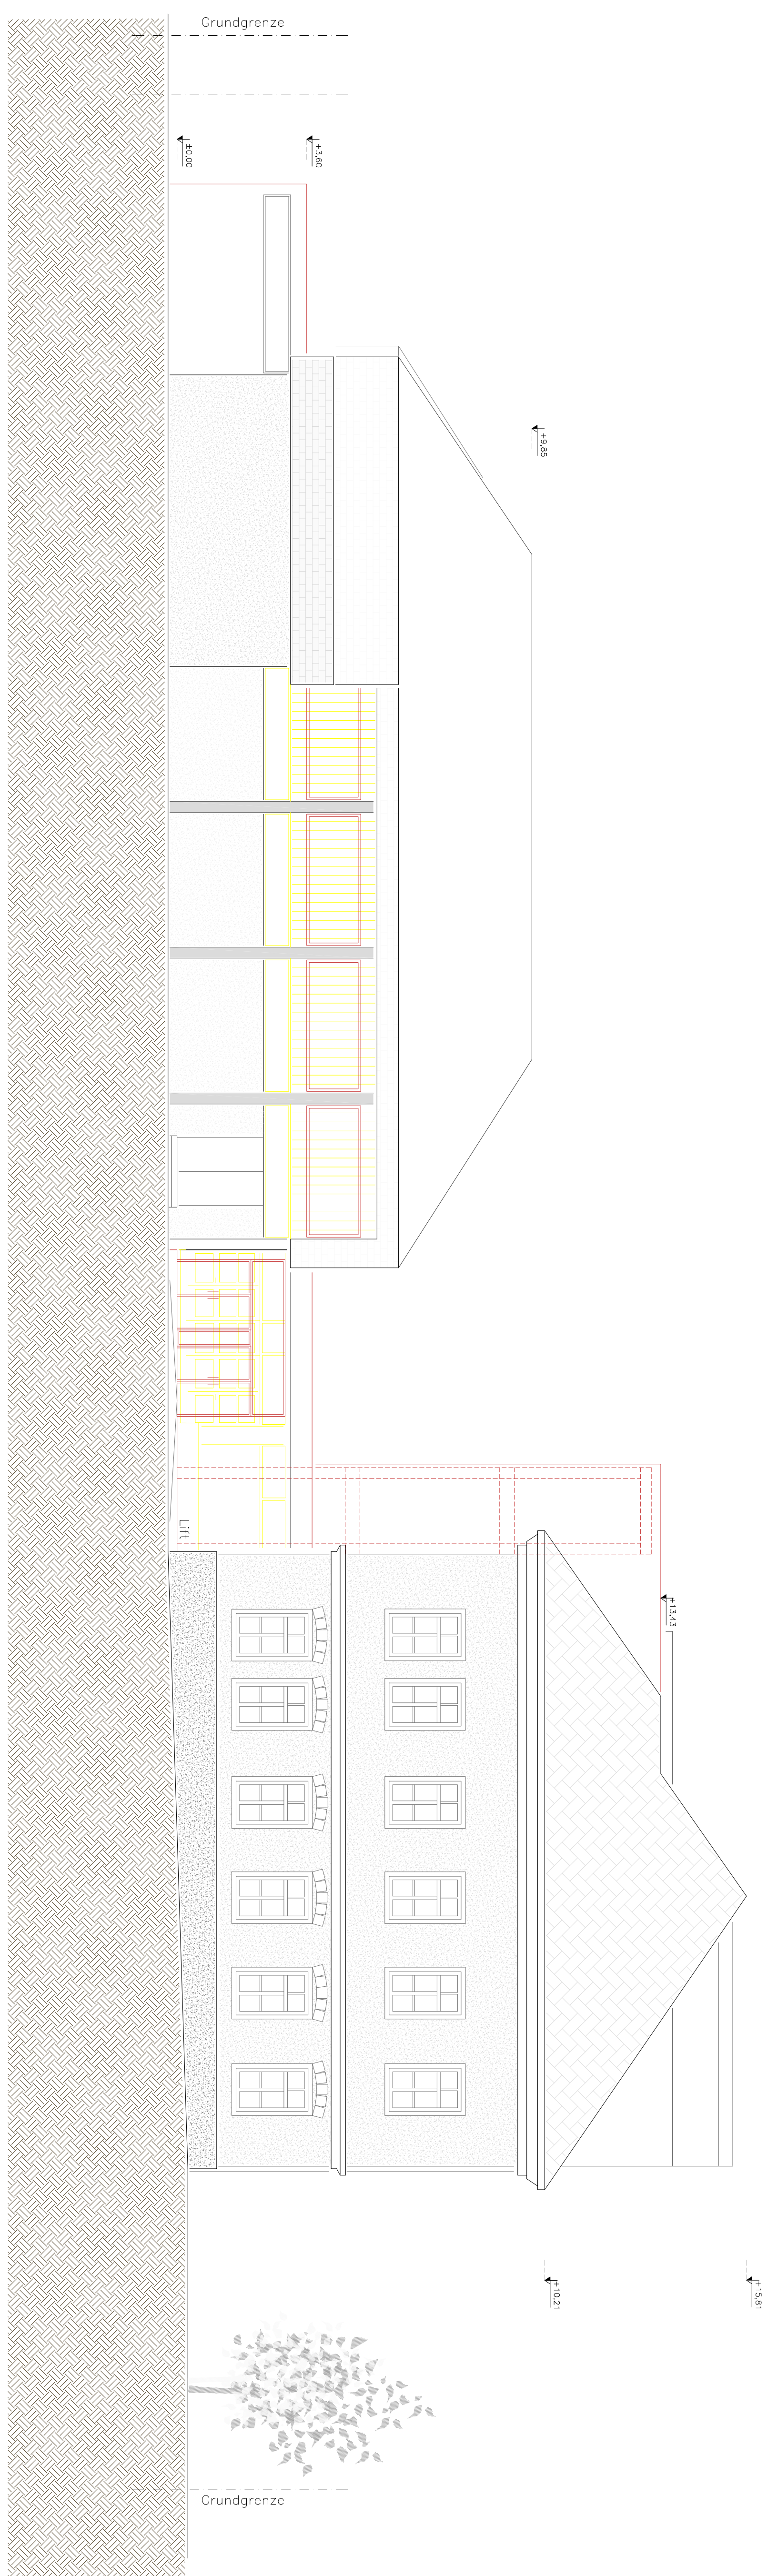 Grundgrenze
±0,00
+3,60
+9,85
Lift
+13,43
+10,21
+15,81
Grundgrenze